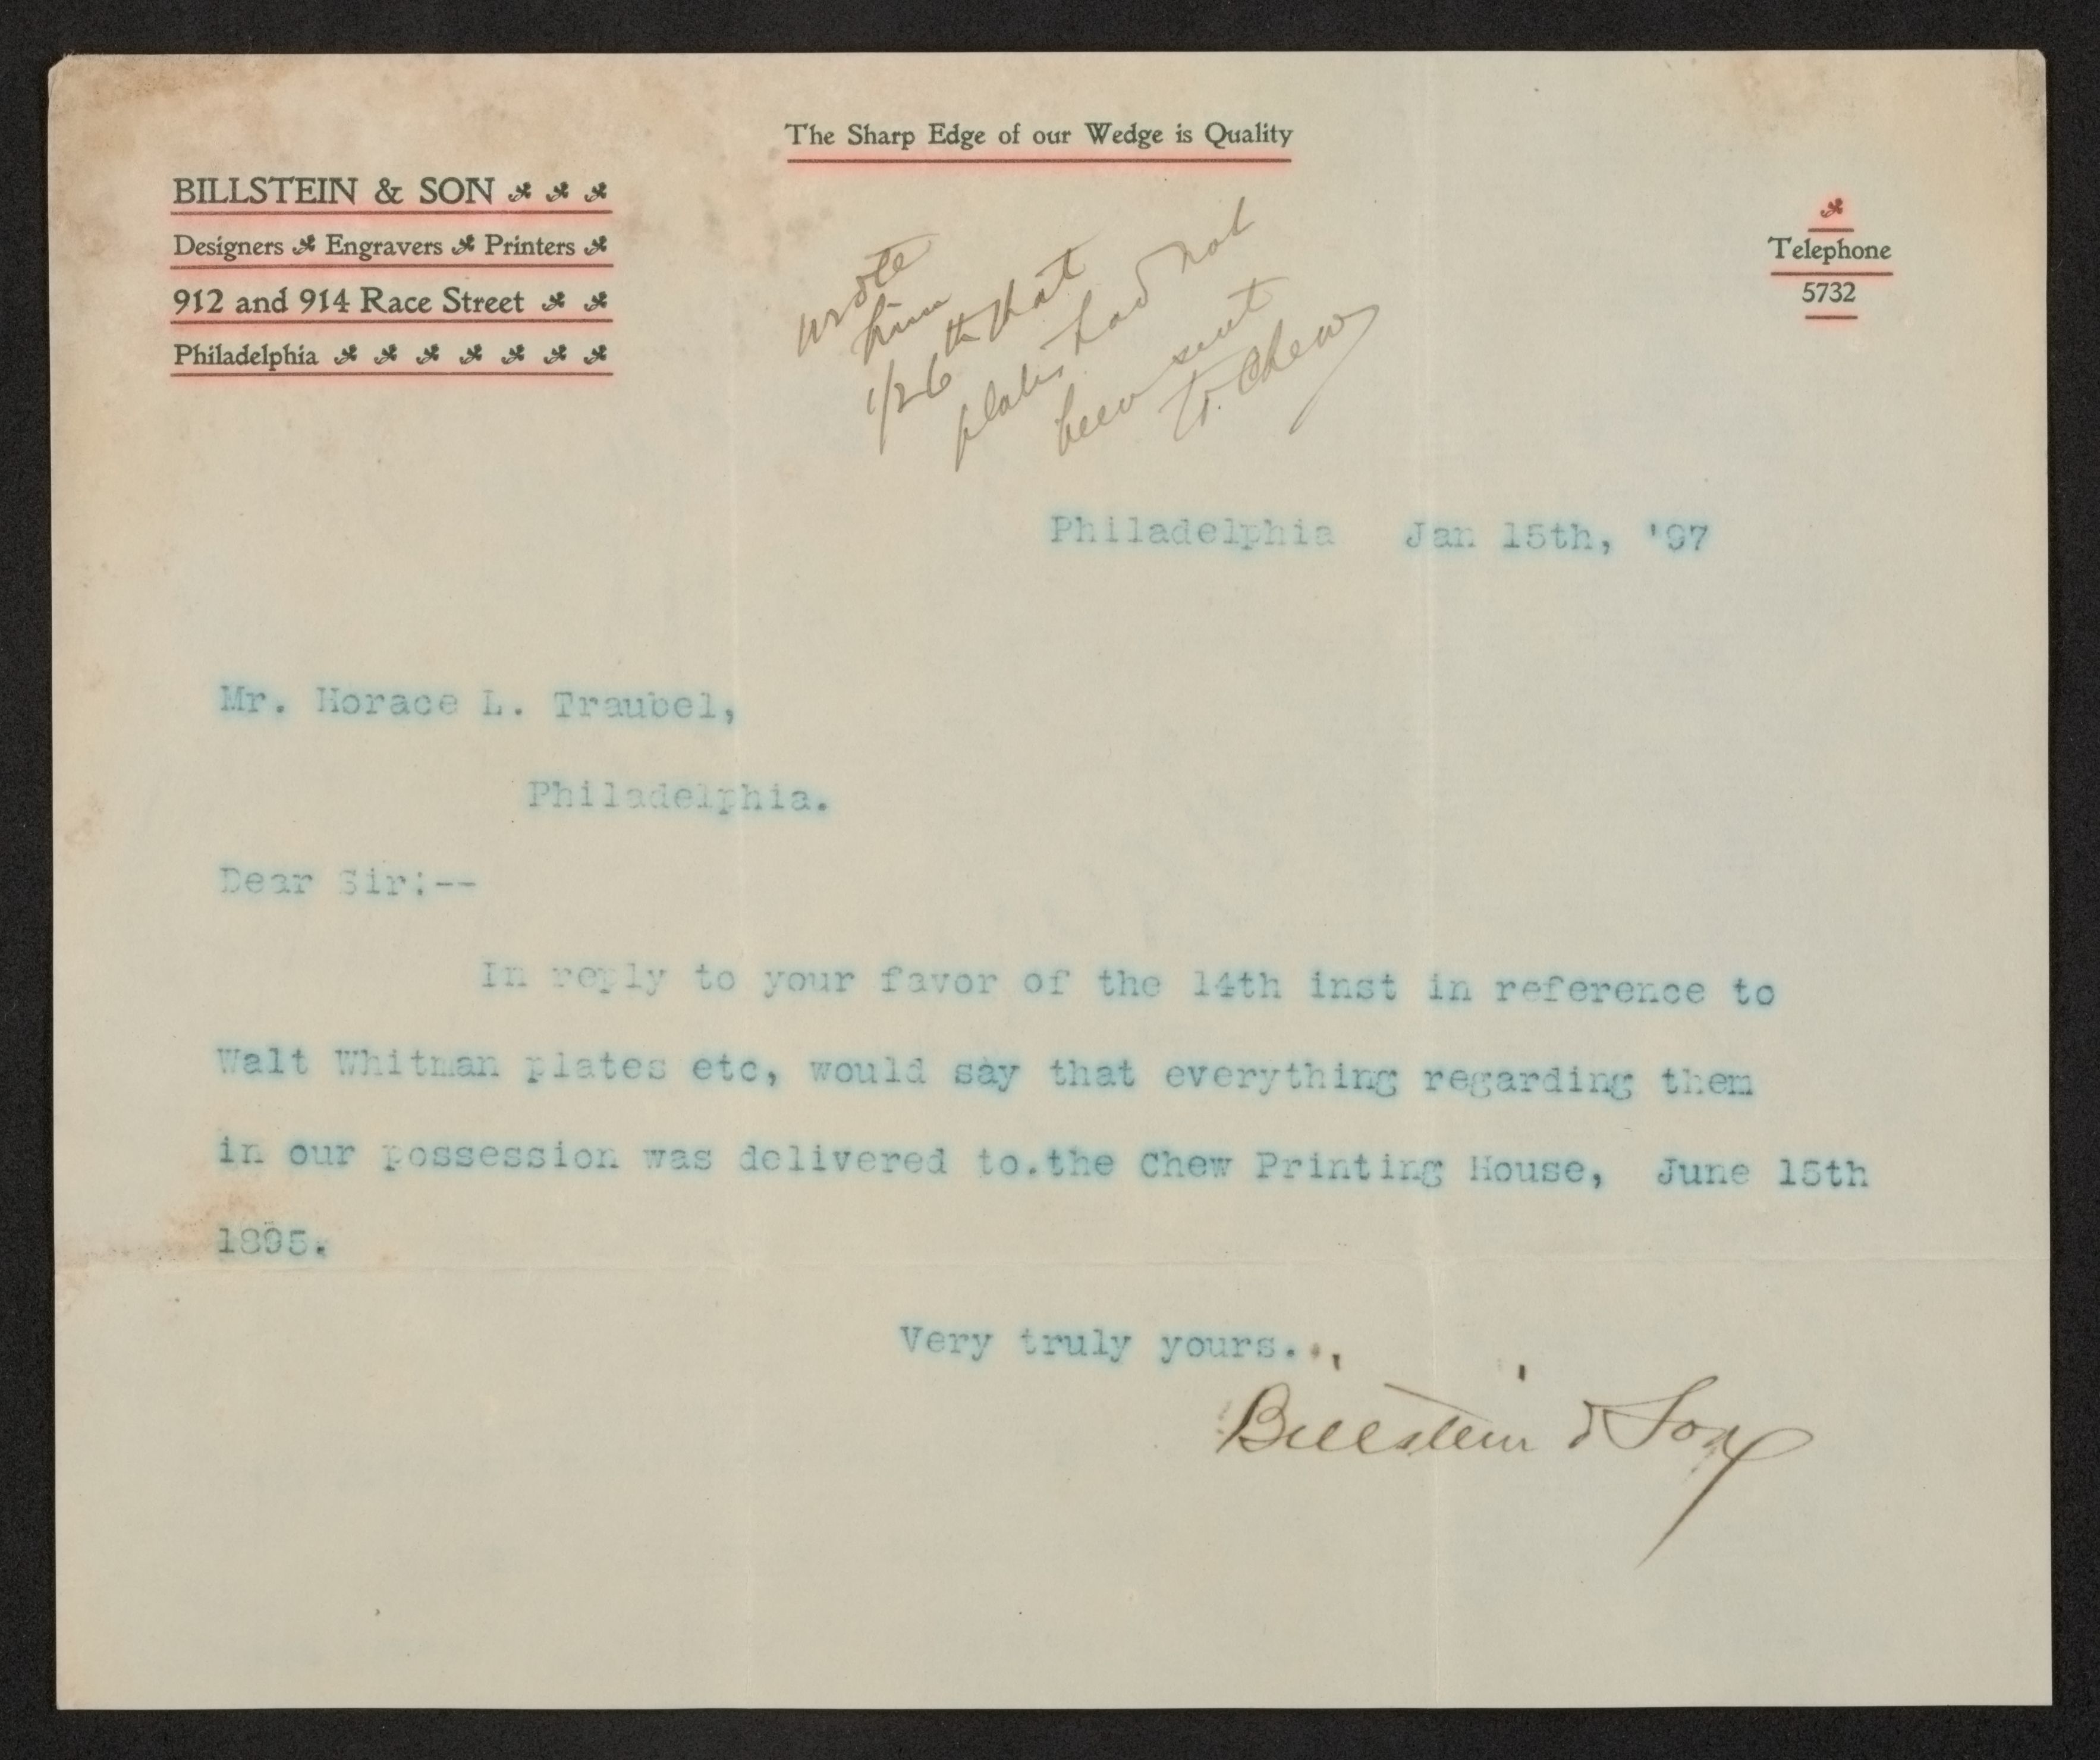 The Sharp Edge of our Wedge is Quality
BILLSTEIN & SON
Designers Engravers Printers
912 and 914 Race Street
Philadelphia
Telephone
5732
wrote
him
1/26 th that
plates had not
been sent
to Chew
Philadelphia Jan 15th, '97
Mr. Horace L. Traubel,
Philadelphia.
Dear Sir:--
In reply to your favor of the 14th inst in reference to
Walt Whitman plates etc, would say that everything regarding them
in our possession was delivered to.the Chew Printing House, June 15th
1895.
Very truly yours.
Billstein & Son